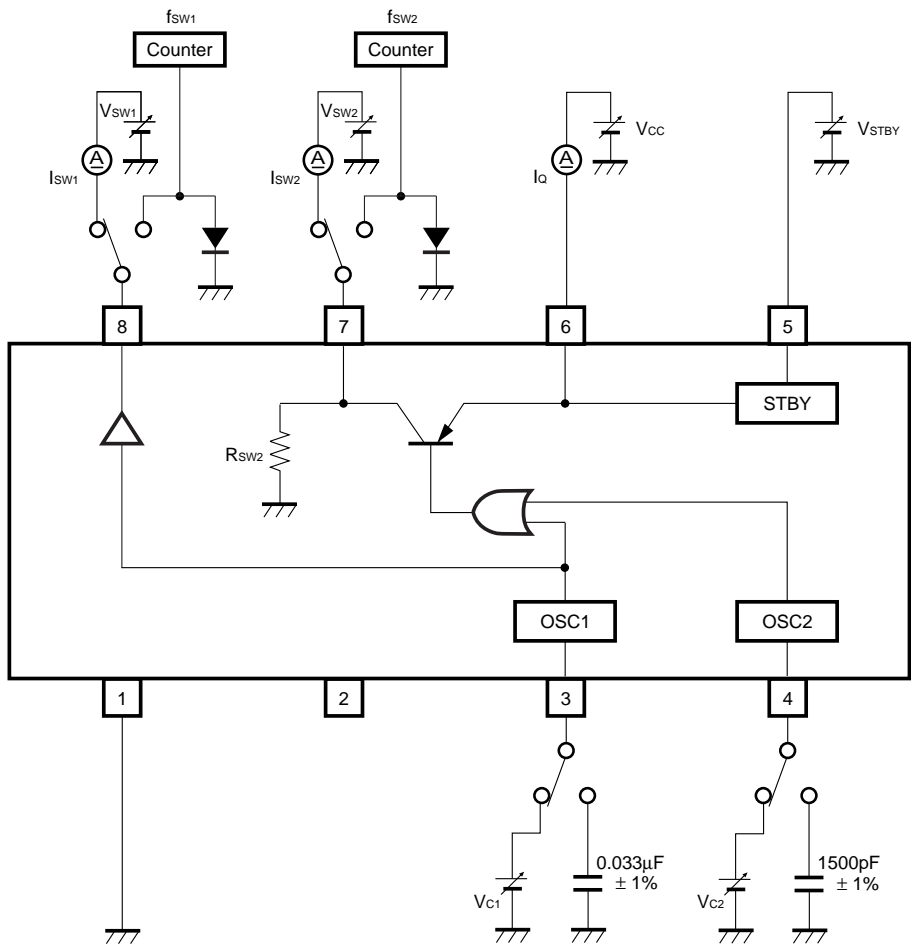 fSW1
fSW2
Counter
Counter
VSW1
VSW2
VCC
VSTBY
A
A
A
ISW1
ISW2
IQ
8
7
6
5
STBY
RSW2
OSC1
OSC2
1
2
3
4
0.033μF
± 1%
1500pF
± 1%
VC1
VC2